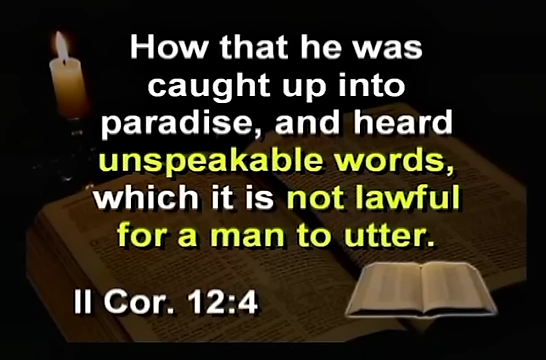 How that he was
caught up into
paradise, and heard
unspeakable words,
which it is not lawful
for a man to utter.
II Cor. 12:4